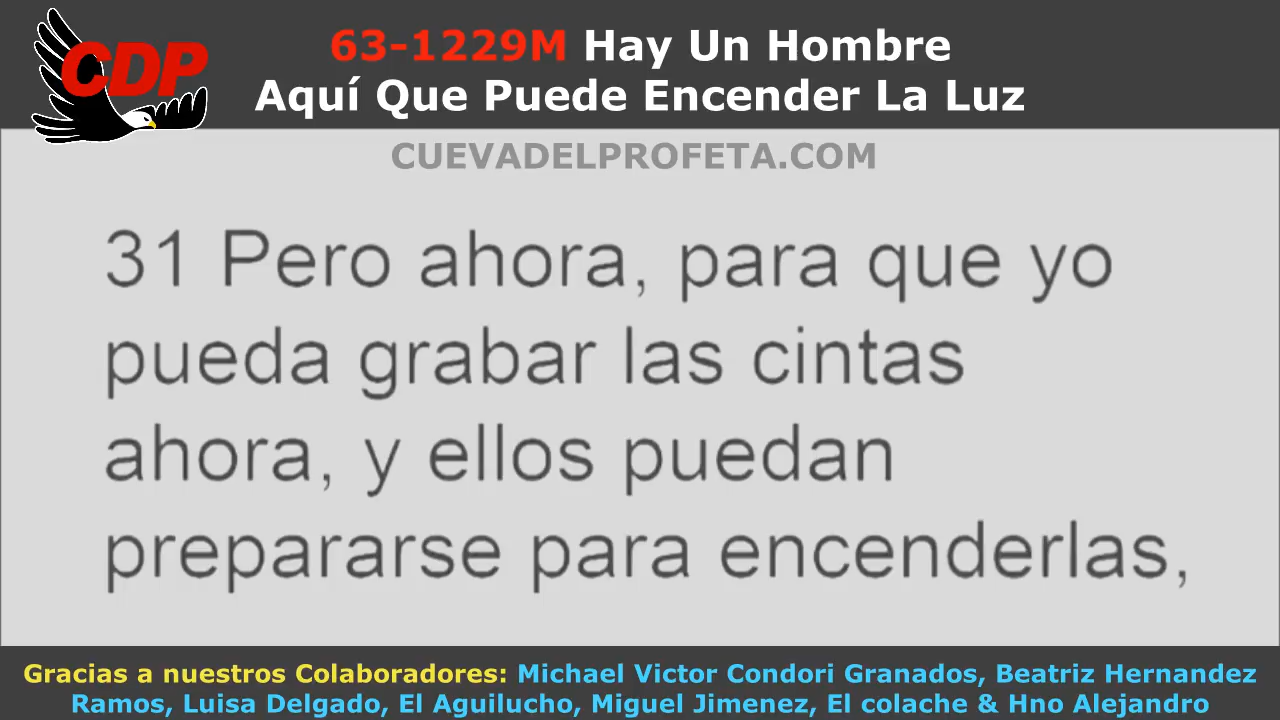 CDP
63-1229M Hay Un Hombre
Aquí Que Puede Encender La Luz
CUEVADELPROFETA.COM
31 Pero ahora, para que yo
pueda grabar las cintas
ahora, y ellos puedan
prepararse para encenderlas,
Gracias a nuestros Colaboradores: Michael Victor Condori Granados, Beatriz Hernandez
Ramos, Luisa Delgado, El Aguilucho, Miguel Jimenez, El colache & Hno Alejandro